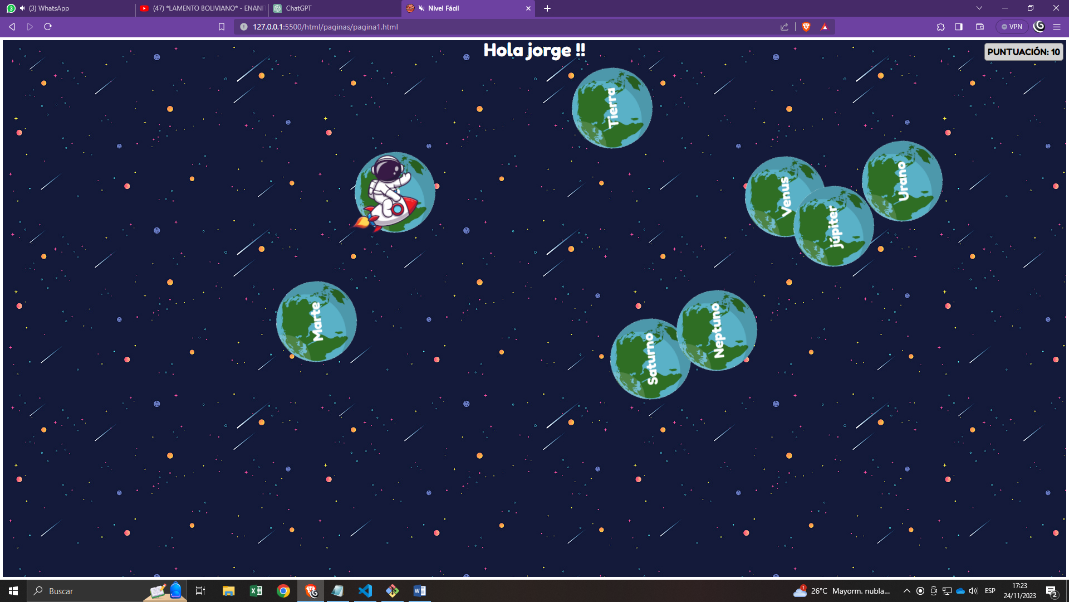 (3) WhatsApp
(47) *LAMENTO BOLIVIANO* - ENANI
ChatGPT
Nivel Fácil
127.0.0.1:5500/html/paginas/pagina1.html
VPN
Hola jorge !!
PUNTUACIÓN: 10
Tierra
Venus
Urano
júpiter
Marte
Neptuno
Saturno
Buscar
26°C Mayorm. nubla...
ESP
17:23
24/11/2023
2